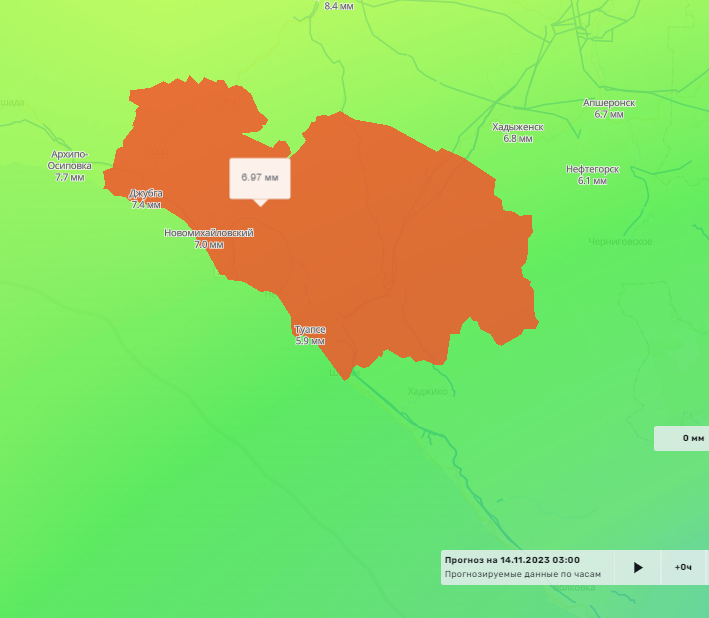 8.4 мм
Апшеронск
6.7 мм
Хадыженск
6.8 мм
Архипо-
Осиповка
7.7 мм
Нефтегорск
6.1 мм
6.97 мм
Джубга
7.4 мм
Новомихайловский
7.0 мм
Черниговское
Туапсе
5.9 мм
Хаджико
0 мм
Прогноз на 14.11.2023 03:00
Прогнозируемые данные по часам
+0ч